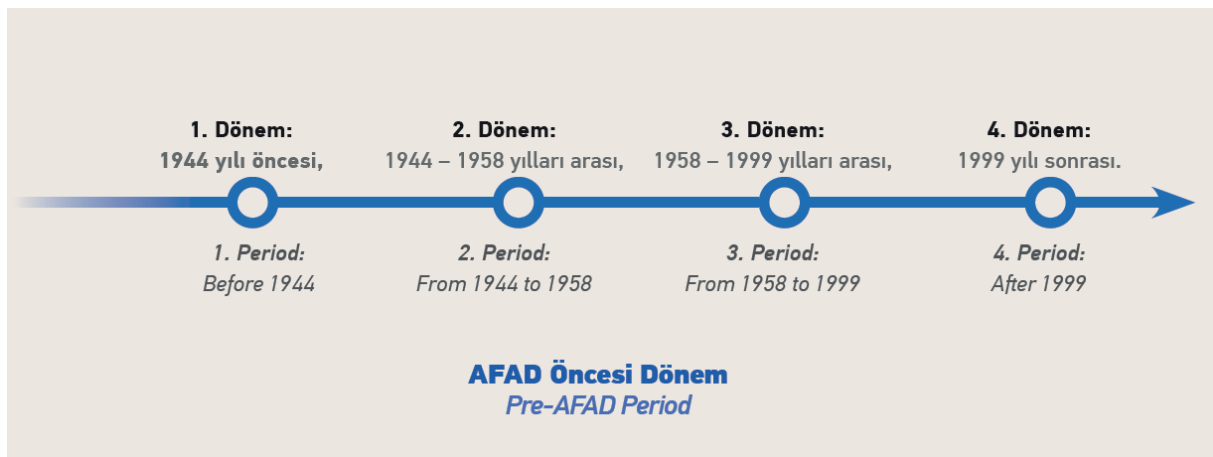 1. Dönem:
1944 yılı öncesi,
2. Dönem:
1944 – 1958 yılları arası,
3. Dönem:
1958 – 1999 yılları arası,
4. Dönem:
1999 yılı sonrası.
1. Period:
Before 1944
2. Period:
From 1944 to 1958
3. Period:
From 1958 to 1999
4. Period:
After 1999
AFAD Öncesi Dönem
Pre-AFAD Period